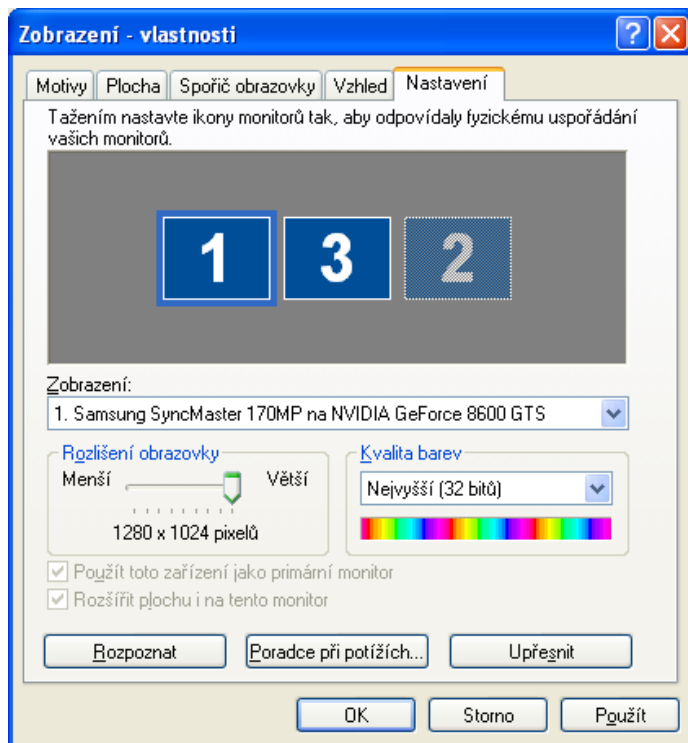 Zobrazení - vlastnosti
Motivy Plocha Spořič obrazovky Vzhled Nastavení
Tažením nastavte ikony monitorů tak, aby odpovídaly fyzickému uspořádání
vašich monitorů.
1 3 2
Zobrazení:
1. Samsung SyncMaster 170MP na NVIDIA GeForce 8600 GTS
Rozlišení obrazovky
Menší Větší
1280 x 1024 pixelů
Kvalita barev
Nejvyšší (32 bitů)
Použít toto zařízení jako primární monitor
Rozšířit plochu i na tento monitor
Rozpoznat Poradce při potížích... Upřesnit
OK Storno Použít